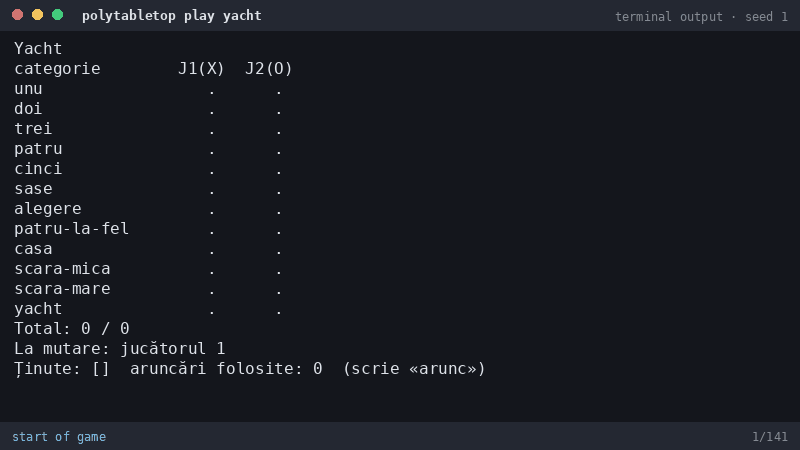 polytabletop play yacht
terminal output · seed 1
Yacht
categorie        J1(X)  J2(O)
unu                 .      .
doi                 .      .
trei                .      .
patru               .      .
cinci               .      .
sase                .      .
alegere             .      .
patru-la-fel        .      .
casa                .      .
scara-mica          .      .
scara-mare          .      .
yacht               .      .
Total: 0 / 0
La mutare: jucătorul 1
Ținute: []  aruncări folosite: 0  (scrie «arunc»)
start of game
1/141